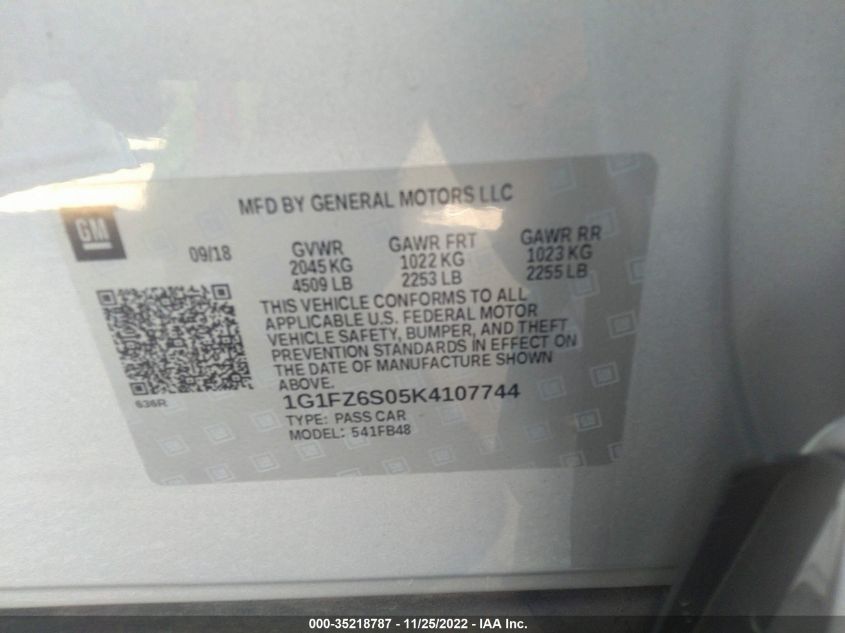 MFD BY GENERAL MOTORS LLC
GM
09/18
GVWR GAWR FRT GAWR RR
2045 KG 1022 KG 1023 KG
4509 LB 2253 LB 2255 LB
THIS VEHICLE CONFORMS TO ALL
APPLICABLE U.S. FEDERAL MOTOR
VEHICLE SAFETY, BUMPER, AND THEFT
PREVENTION STANDARDS IN EFFECT ON
THE DATE OF MANUFACTURE SHOWN
ABOVE.
636R
1G1FZ6S05K4107744
TYPE: PASS CAR
MODEL: 541FB48
000-35218787 - 11/25/2022 - IAA Inc.